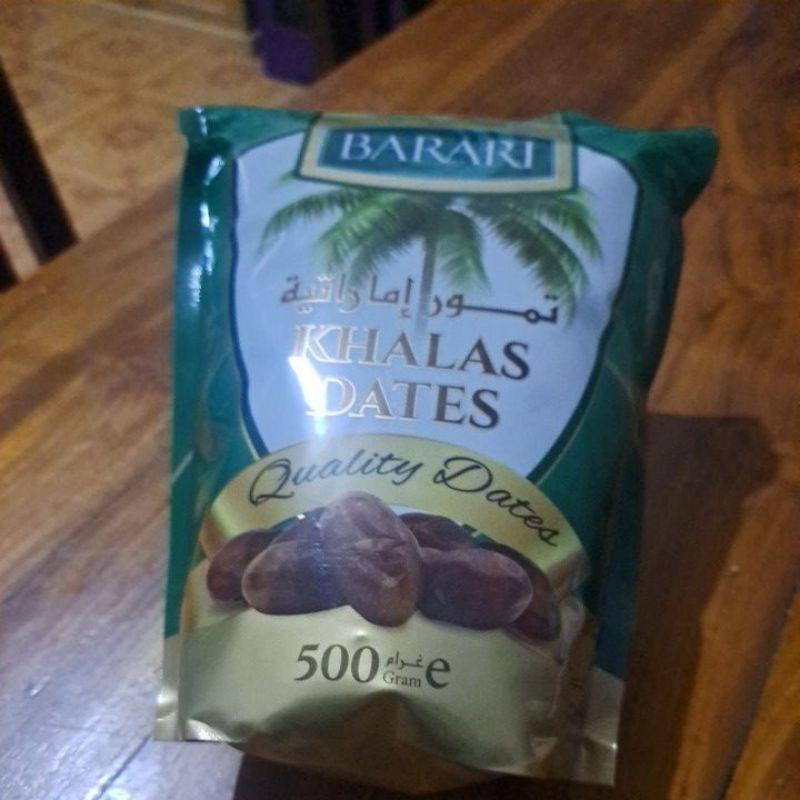 BARARI
تمور إماراتية
KHALAS
DATES
Quality Dates
500 غرام Gram e